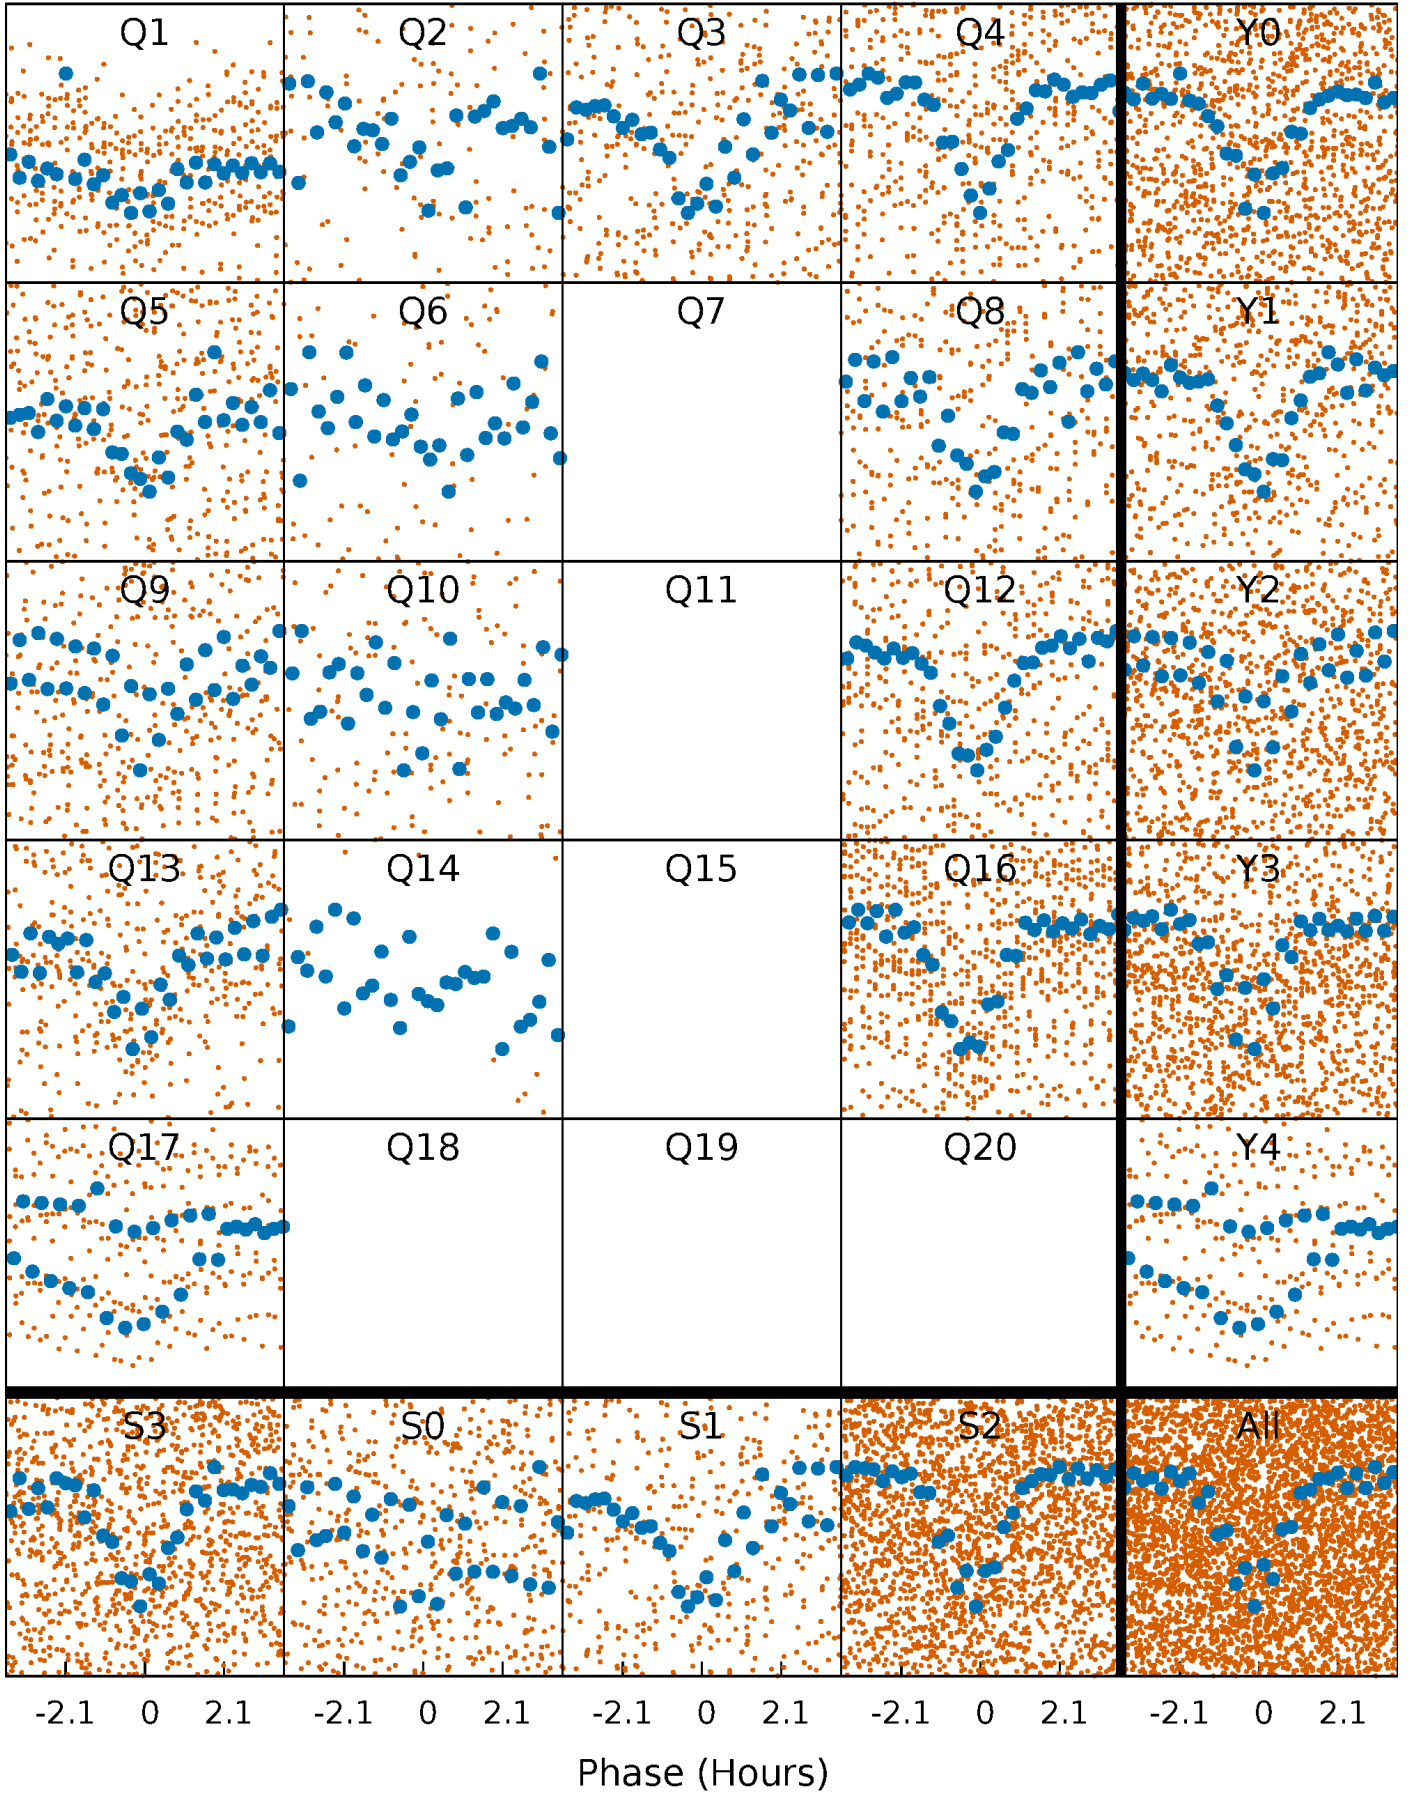 Q1 Q2 Q3 Q4 Y0
Q5 Q6 Q7 Q8 Y1
Q9 Q10 Q11 Q12 Y2
Q13 Q14 Q15 Q16 Y3
Q17 Q18 Q19 Q20 Y4
S3 S0 S1 S2 All
-2.1 0 2.1 -2.1 0 2.1 -2.1 0 2.1 -2.1 0 2.1 -2.1 0 2.1
Phase (Hours)